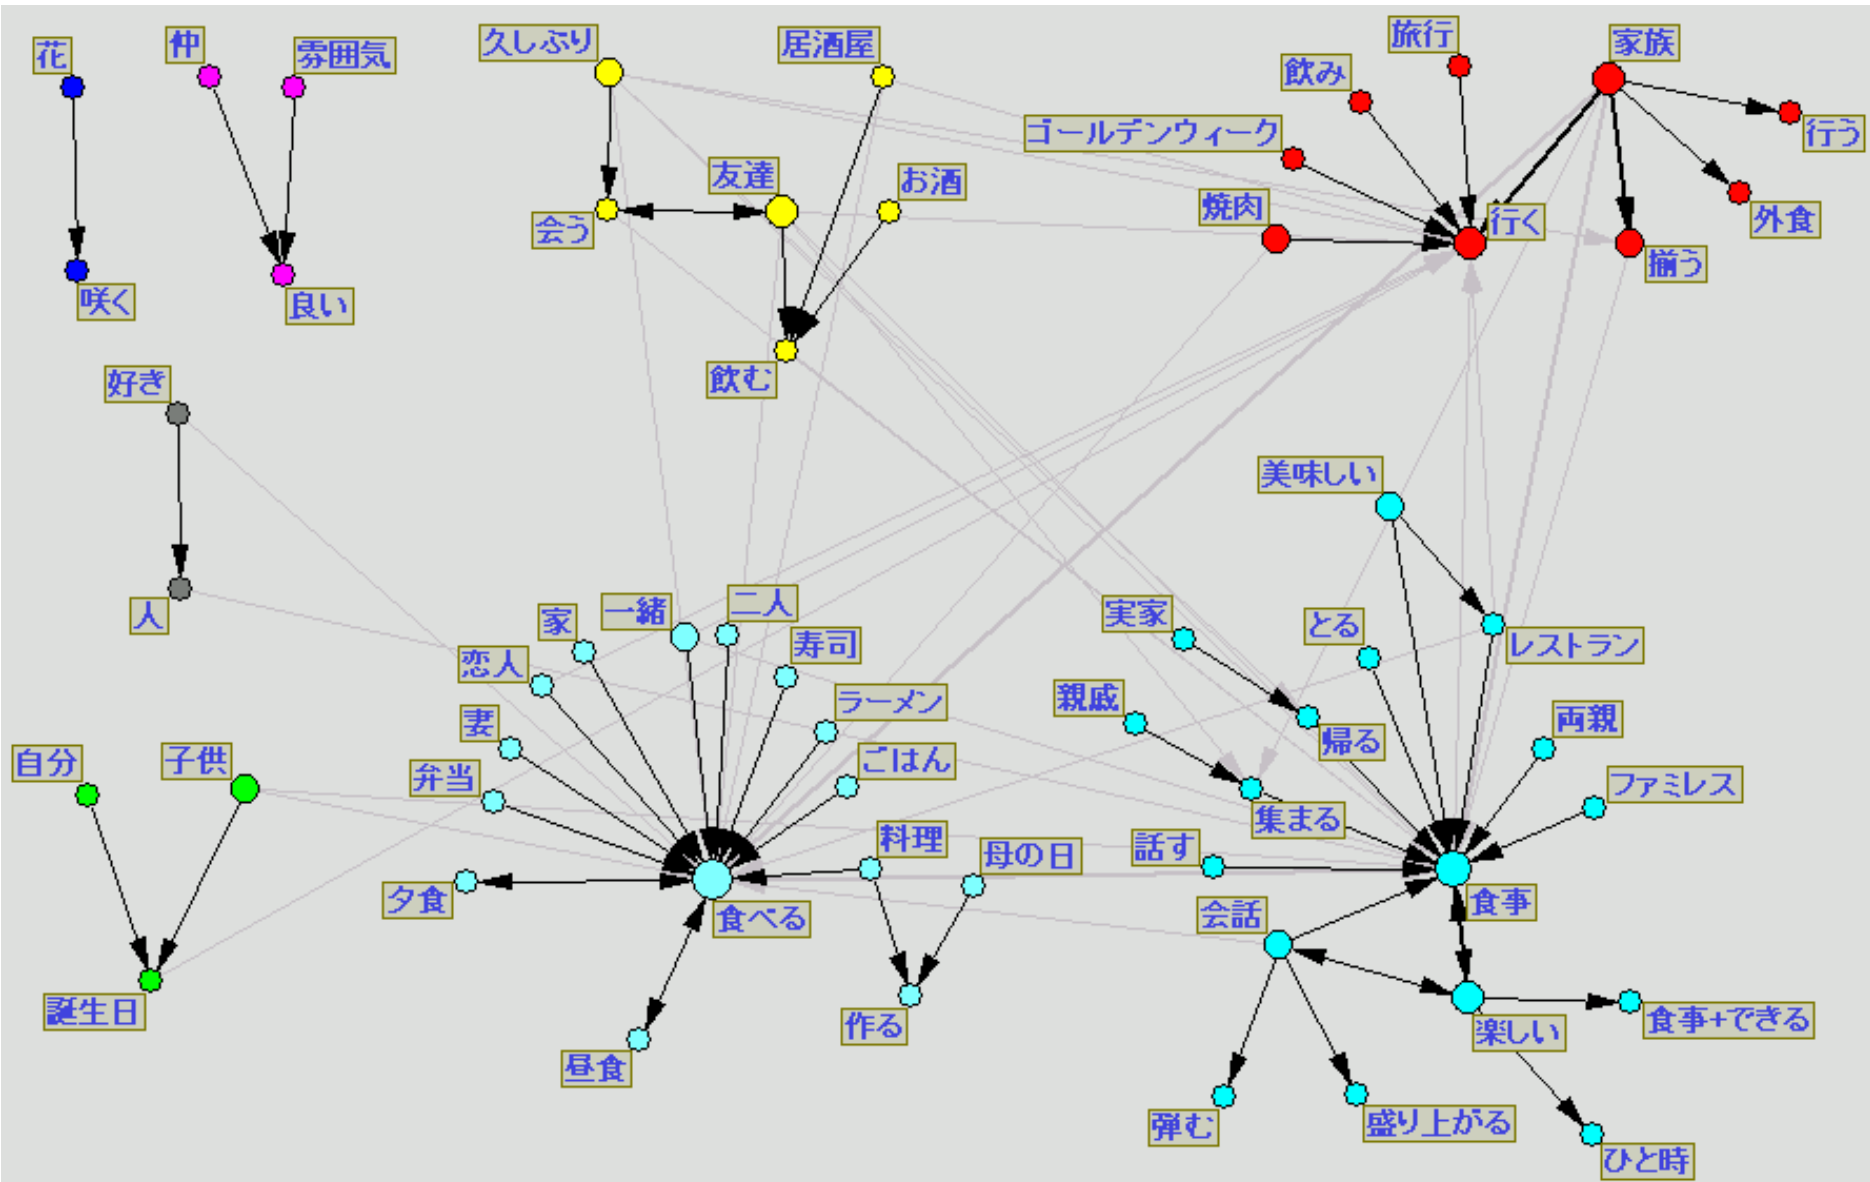 花
仲
雰囲気
久しぶり
居酒屋
旅行
家族
飲み
ゴールデンウィーク
行う
友達
お酒
焼肉
行く
外食
会う
揃う
咲く
良い
飲む
好き
美味しい
人
家
一緒
二人
実家
とる
恋人
寿司
レストラン
妻
ラーメン
親戚
帰る
両親
自分
子供
弁当
ごはん
集まる
ファミレス
料理
母の日
話す
夕食
食べる
会話
食事
誕生日
作る
楽しい
食事+できる
昼食
弾む
盛り上がる
ひと時